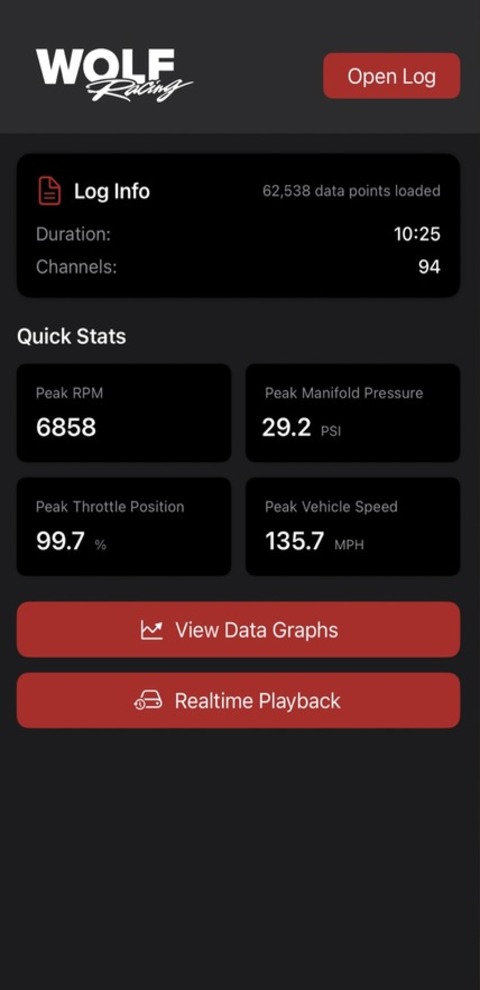 WOLF
Racing
Open Log
Log Info
62,538 data points loaded
Duration:
10:25
Channels:
94
Quick Stats
Peak RPM
6858
Peak Manifold Pressure
29.2 PSI
Peak Throttle Position
99.7 %
Peak Vehicle Speed
135.7 MPH
View Data Graphs
Realtime Playback